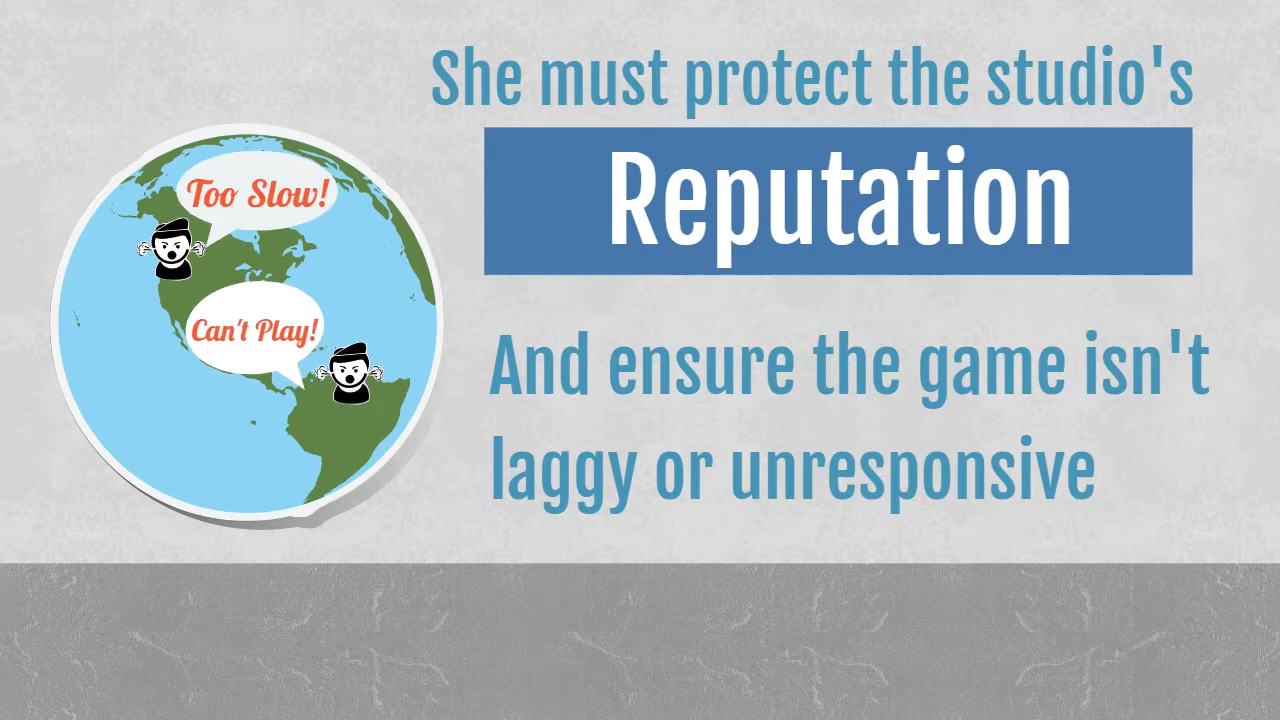 She must protect the studio's
Reputation
And ensure the game isn't
laggy or unresponsive
Too Slow!
Can't Play!